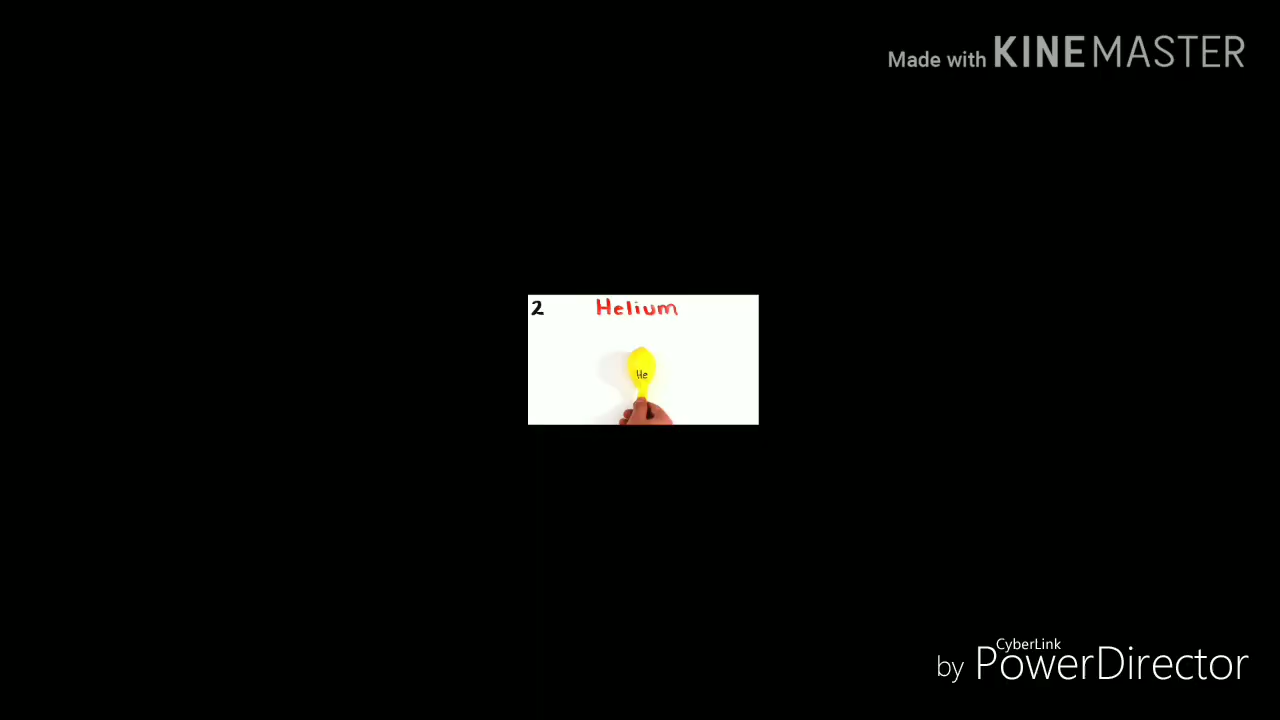 Made with KINEMASTER
2 Helium
He
CyberLink
by PowerDirector